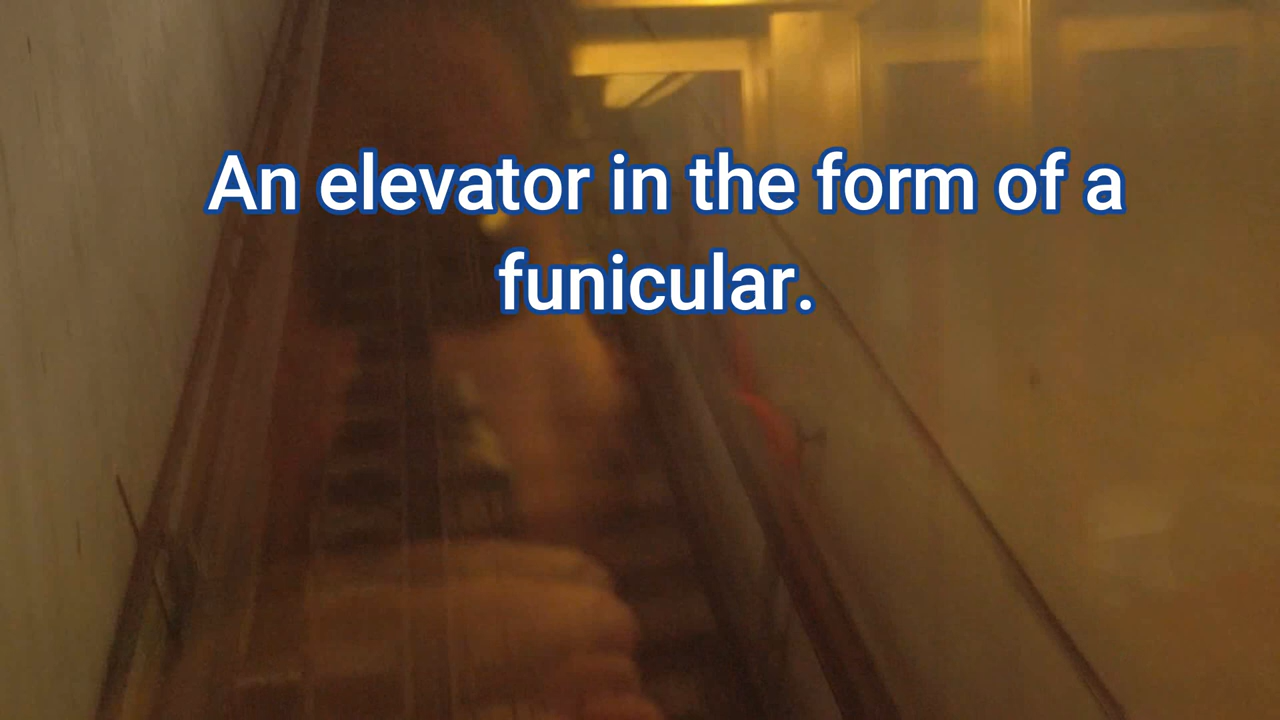 An elevator in the form of a
funicular.